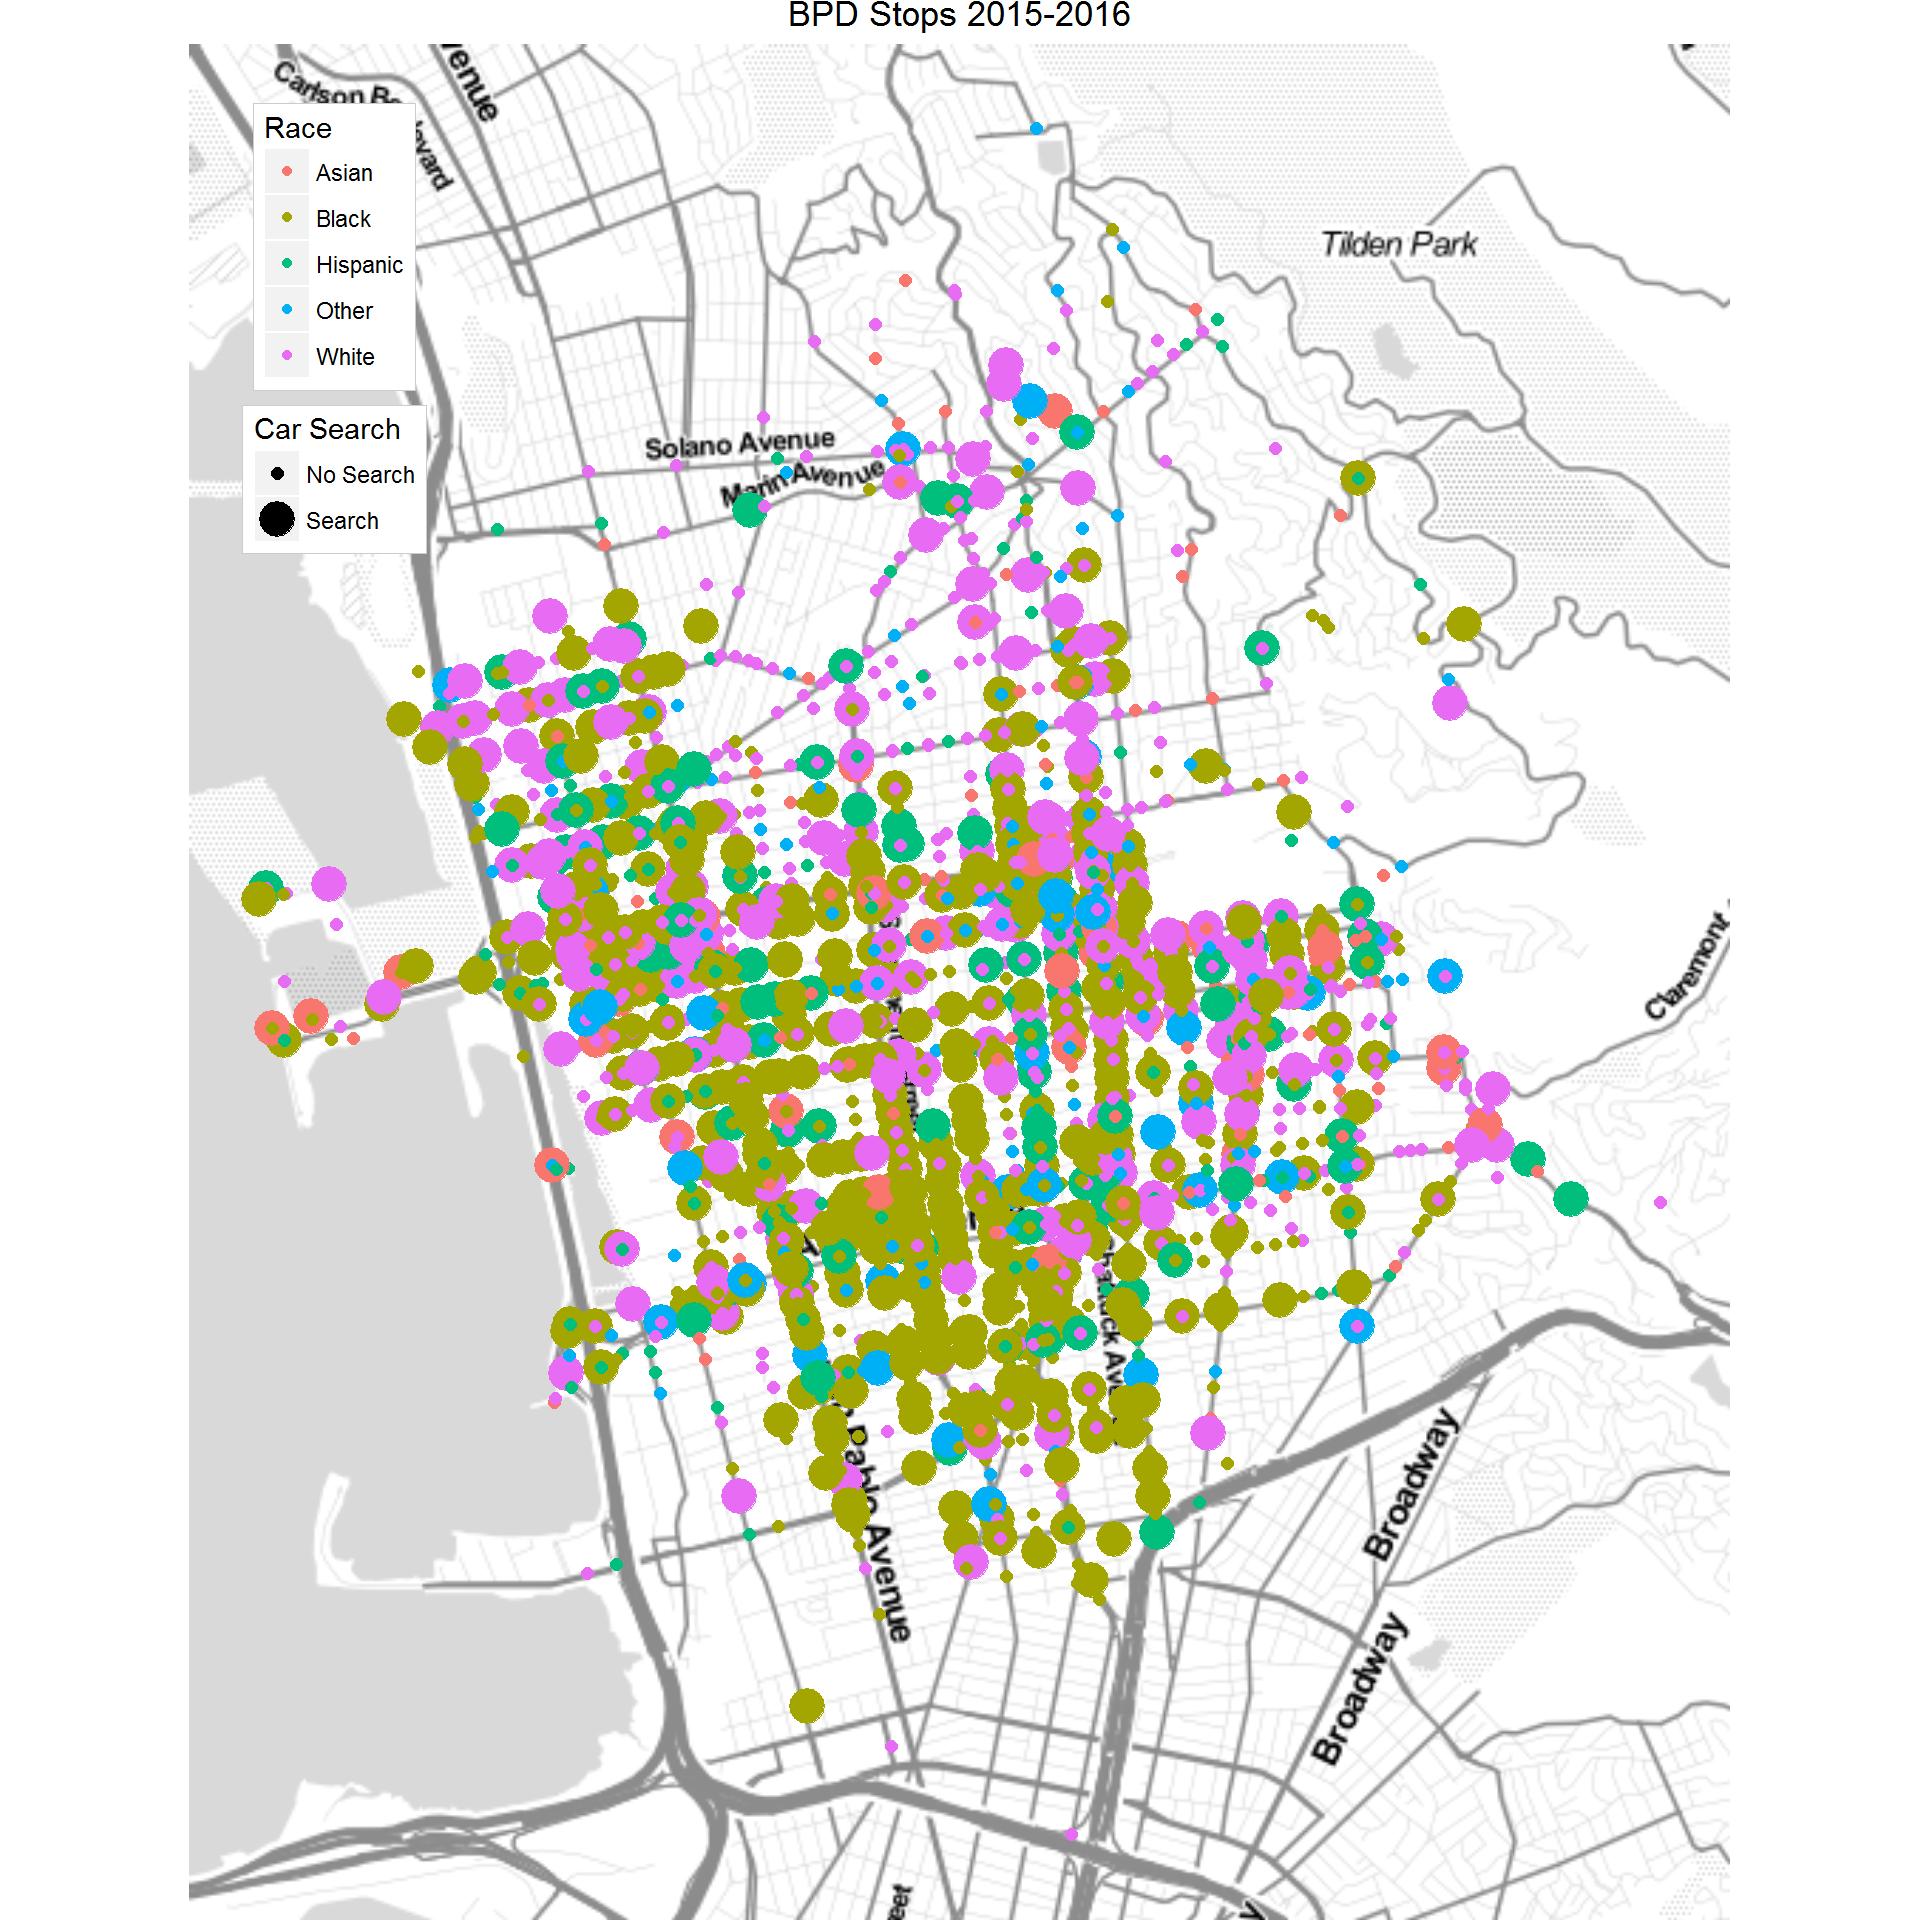 BPD Stops 2015-2016
Carlson Bo
levard
venue
Race
Asian
Black
Hispanic
Other
White
Car Search
No Search
Search
Tilden Park
Solano Avenue
Marin Avenue
Claremont
Shattuck Ave
Pablo Avenue
Broadway
Broadway
eet